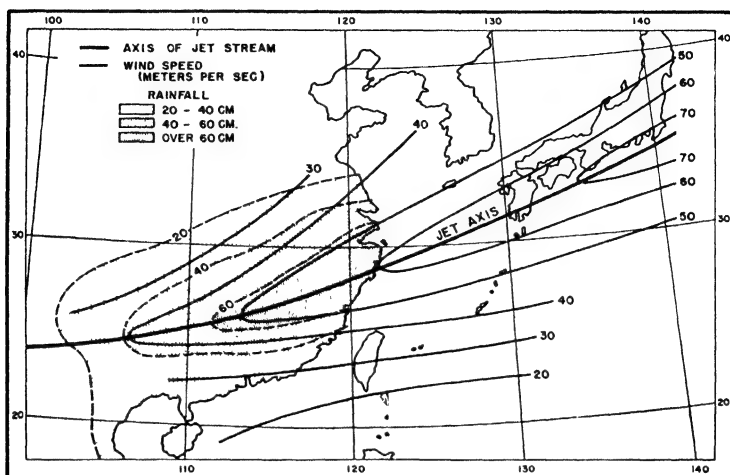 100 110 120 130 140
40 40
AXIS OF JET STREAM
WIND SPEED
(METERS PER SEC)
RAINFALL
20 - 40 CM
40 - 60 CM.
OVER 60 CM
50
60
70
40
30
70
60
JET AXIS
20
50
30 30
40
60
40
30
20
20 20
110 120 130 140